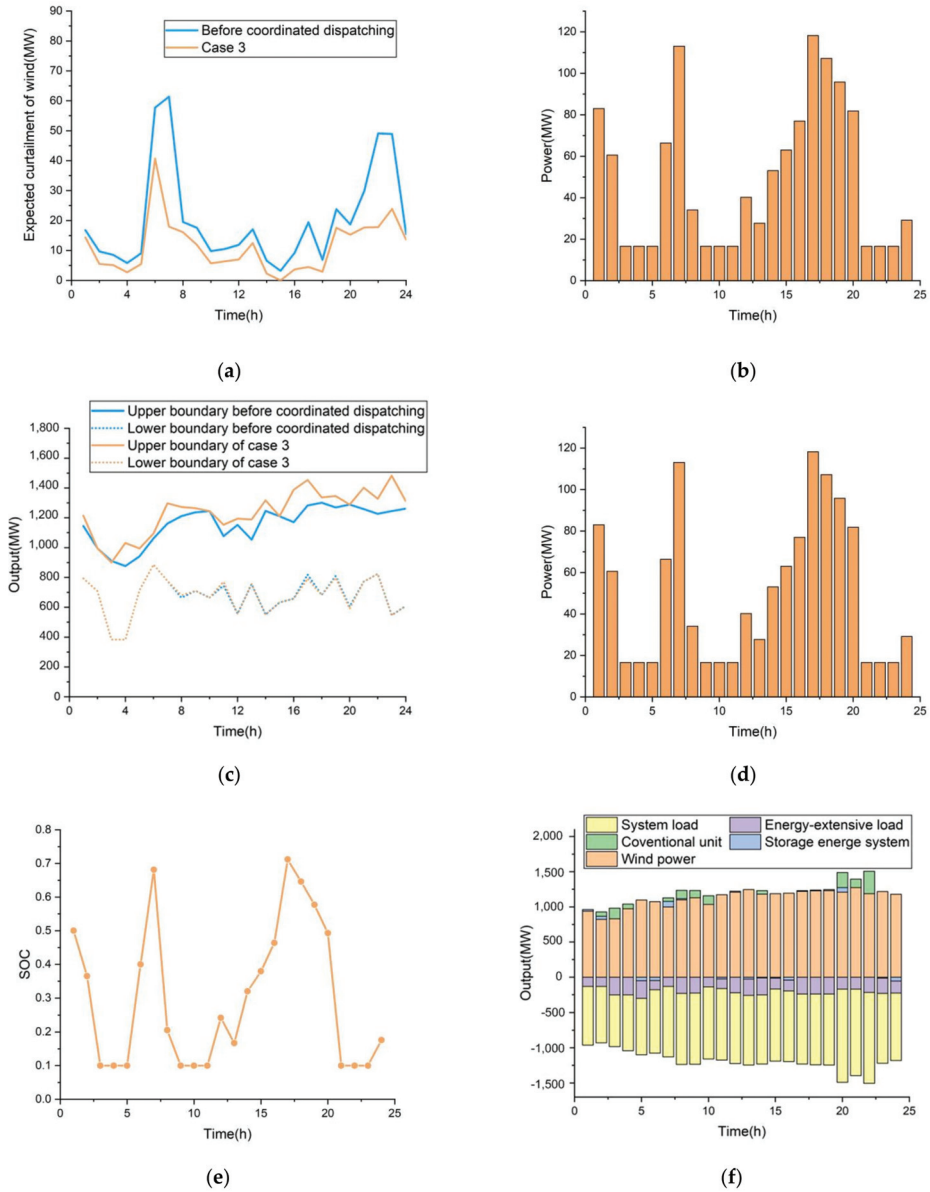 Before coordinated dispatching
Case 3
Expected curtailment of wind(MW)
90
80
70
60
50
40
30
20
10
0
0 4 8 12 16 20 24
Time(h)
(a)
Power(MW)
120
100
80
60
40
20
0
0 5 10 15 20 25
Time(h)
(b)
Upper boundary before coordinated dispatching
Lower boundary before coordinated dispatching
Upper boundary of case 3
Lower boundary of case 3
Output(MW)
1,800
1,600
1,400
1,200
1,000
800
600
400
200
0
0 4 8 12 16 20 24
Time(h)
(c)
Power(MW)
120
100
80
60
40
20
0
0 5 10 15 20 25
Time(h)
(d)
SOC
0.8
0.7
0.6
0.5
0.4
0.3
0.2
0.1
0.0
0 5 10 15 20 25
Time(h)
(e)
System load
Coventional unit
Wind power
Energy-extensive load
Storage energe system
Output(MW)
2,000
1,500
1,000
500
0
-500
-1,000
-1,500
0 5 10 15 20 25
Time(h)
(f)